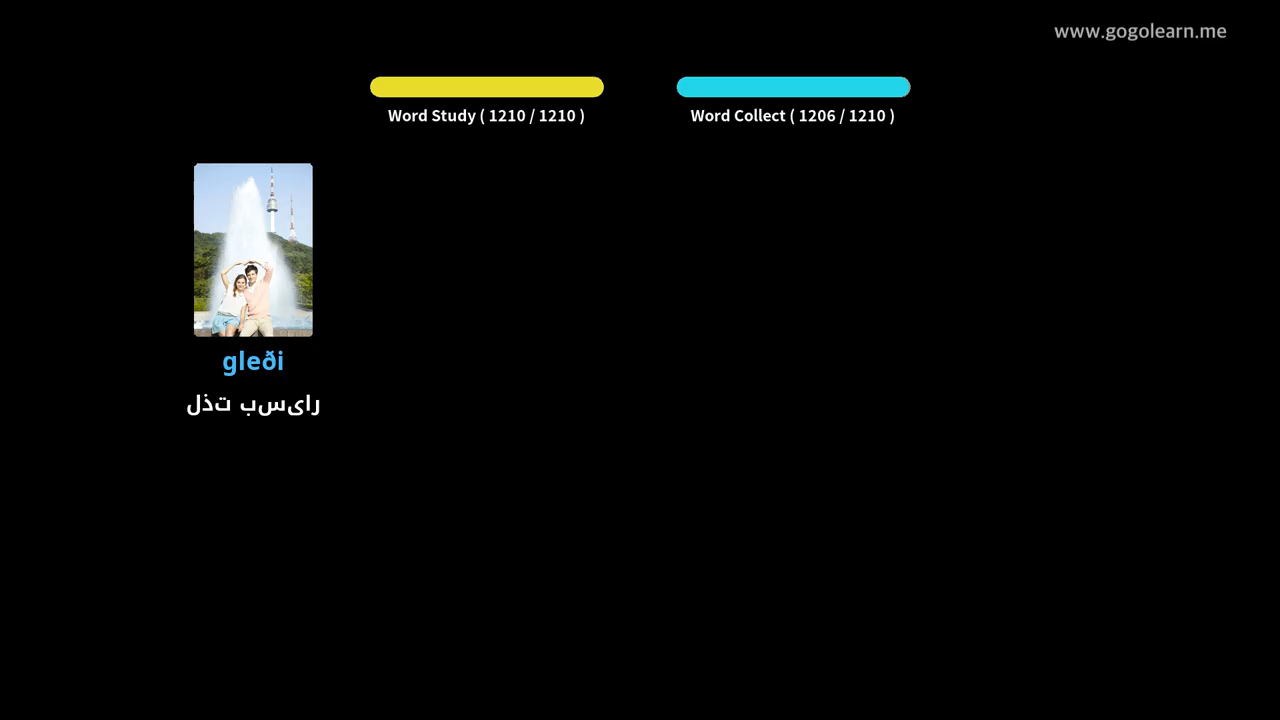 www.gogolearn.me
Word Study ( 1210 / 1210 )
Word Collect ( 1206 / 1210 )
gleði
لذت بسیار